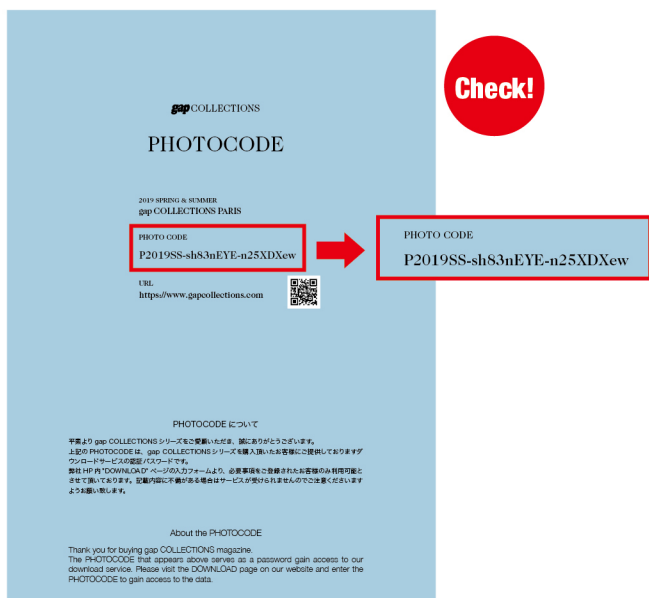 Check!
gap COLLECTIONS
PHOTOCODE
2019 SPRING & SUMMER
gap COLLECTIONS PARIS
PHOTO CODE
P2019SS-sh83nEYE-n25XDXew
PHOTO CODE
P2019SS-sh83nEYE-n25XDXew
URL
https://www.gapcollections.com
PHOTOCODE について
平素より gap COLLECTIONS シリーズをご愛顧いただき、誠にありがとうございます。
上記の PHOTOCODE は、gap COLLECTIONS シリーズを購入頂いたお客様にご提供しておりますダ
ウンロードサービスの認証パスワードです。
弊社 HP 内 "DOWNLOAD" ページの入力フォームより、必要事項をご登録されたお客様のみ利用可能と
させて頂いております。記載内容に不備がある場合はサービスが受けられませんのでご注意くださいます
ようお願い致します。
About the PHOTOCODE
Thank you for buying gap COLLECTIONS magazine.
The PHOTOCODE that appears above serves as a password gain access to our
download service. Please visit the DOWNLOAD page on our website and enter the
PHOTOCODE to gain access to the data.